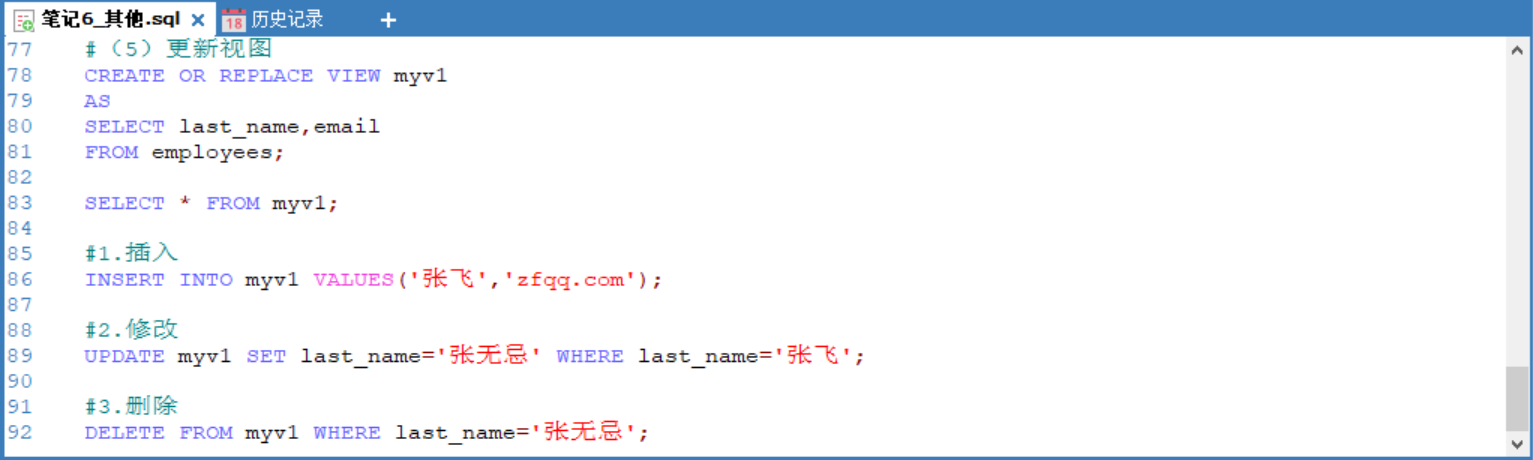 笔记6_其他.sql 18 历史记录
77 #（5）更新视图
78 CREATE OR REPLACE VIEW myv1
79 AS
80 SELECT last_name,email
81 FROM employees;
82
83 SELECT * FROM myv1;
84
85 #1.插入
86 INSERT INTO myv1 VALUES('张飞','zfqq.com');
87
88 #2.修改
89 UPDATE myv1 SET last_name='张无忌' WHERE last_name='张飞';
90
91 #3.删除
92 DELETE FROM myv1 WHERE last_name='张无忌';